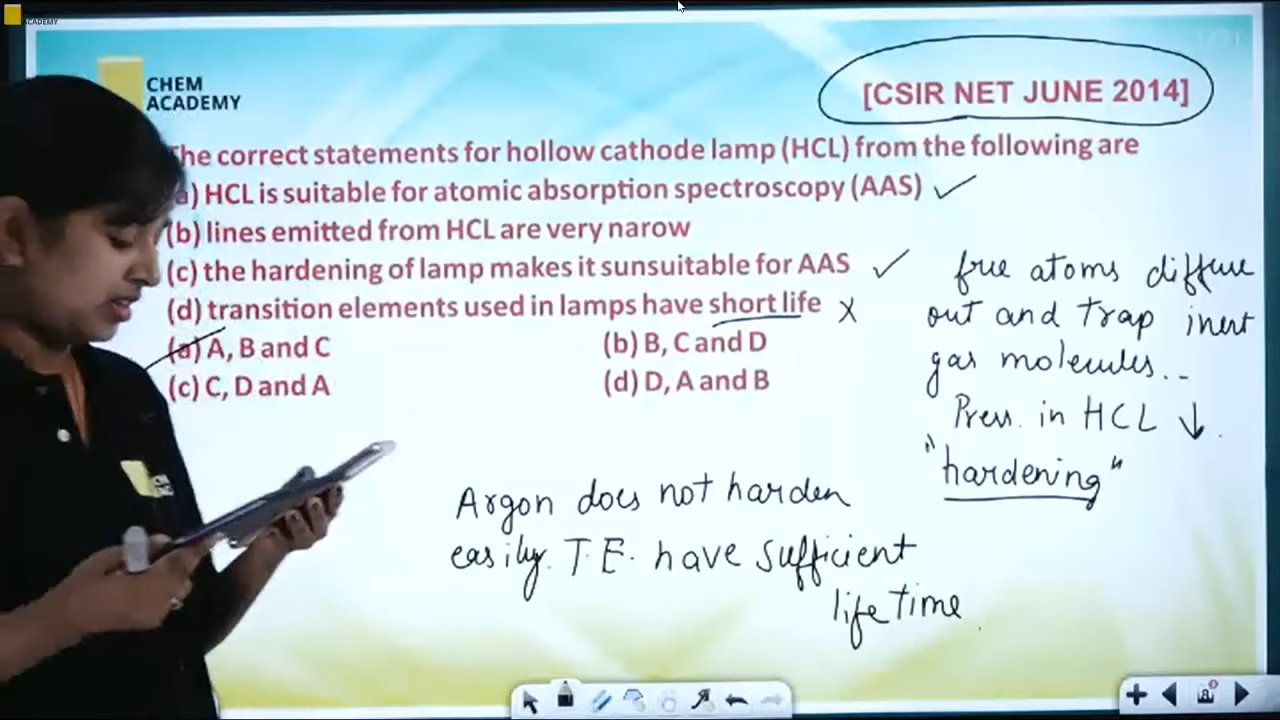 ACADEMY
CHEM
ACADEMY
[CSIR NET JUNE 2014]
The correct statements for hollow cathode lamp (HCL) from the following are
a) HCL is suitable for atomic absorption spectroscopy (AAS)
(b) lines emitted from HCL are very narow
(c) the hardening of lamp makes it sunsuitable for AAS
(d) transition elements used in lamps have short life
(a) A, B and C
(b) B, C and D
(c) C, D and A
(d) D, A and B
free atoms diffuse
out and trap inert
gas molecules..
Press. in HCL ↓.
"hardening"
Argon does not harden
easily. T.E. have sufficient
life time